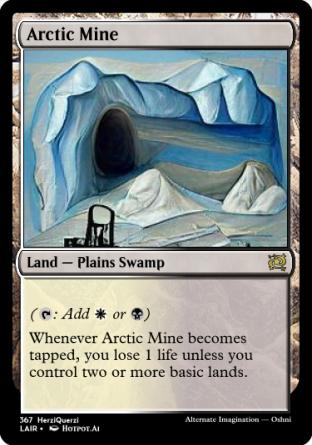 Arctic Mine
Land — Plains Swamp
(: Add or )
Whenever Arctic Mine becomes
tapped, you lose 1 life unless you
control two or more basic lands.
367 HerziQuerzi
Alternate Imagination — Oshni
LAIR • HOTPOT.AI